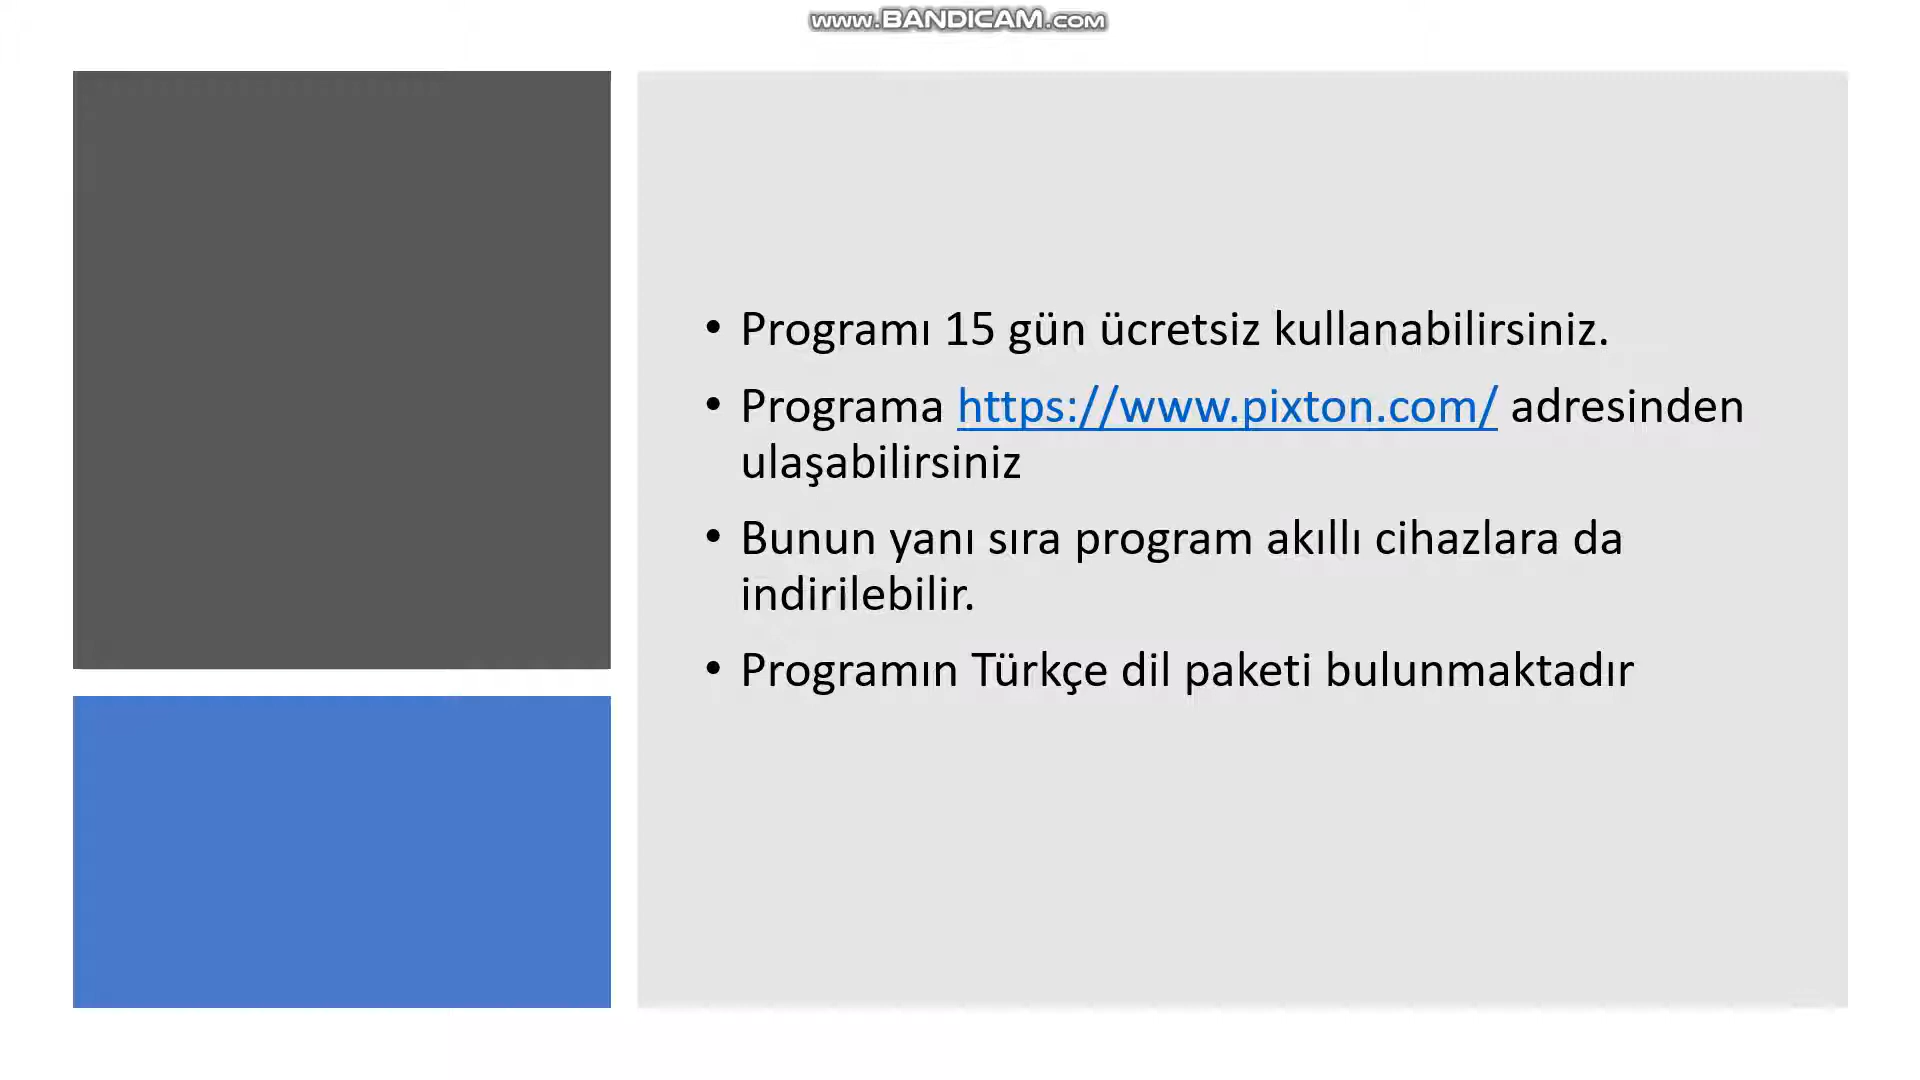 www.BANDICAM.com
• Programı 15 gün ücretsiz kullanabilirsiniz.
• Programa https://www.pixton.com/ adresinden
ulaşabilirsiniz
• Bunun yanı sıra program akıllı cihazlara da
indirilebilir.
• Programın Türkçe dil paketi bulunmaktadır